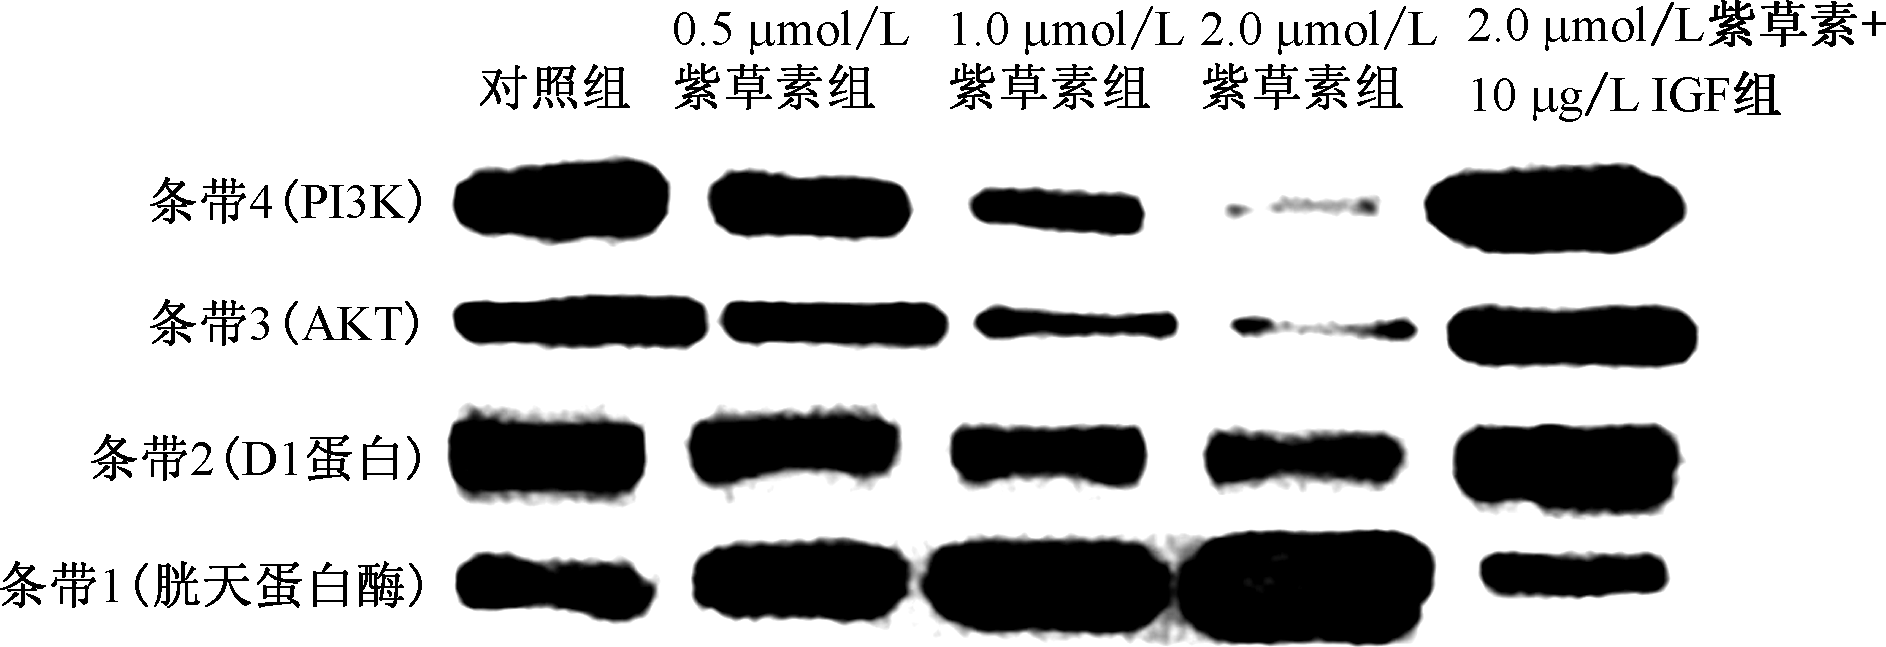 对照组
0.5 μmol/L
紫草素组
1.0 μmol/L
紫草素组
2.0 μmol/L
紫草素组
2.0 μmol/L紫草素+
10 μg/L IGF组
条带4(PI3K)
条带3(AKT)
条带2(D1蛋白)
条带1(胱天蛋白酶)